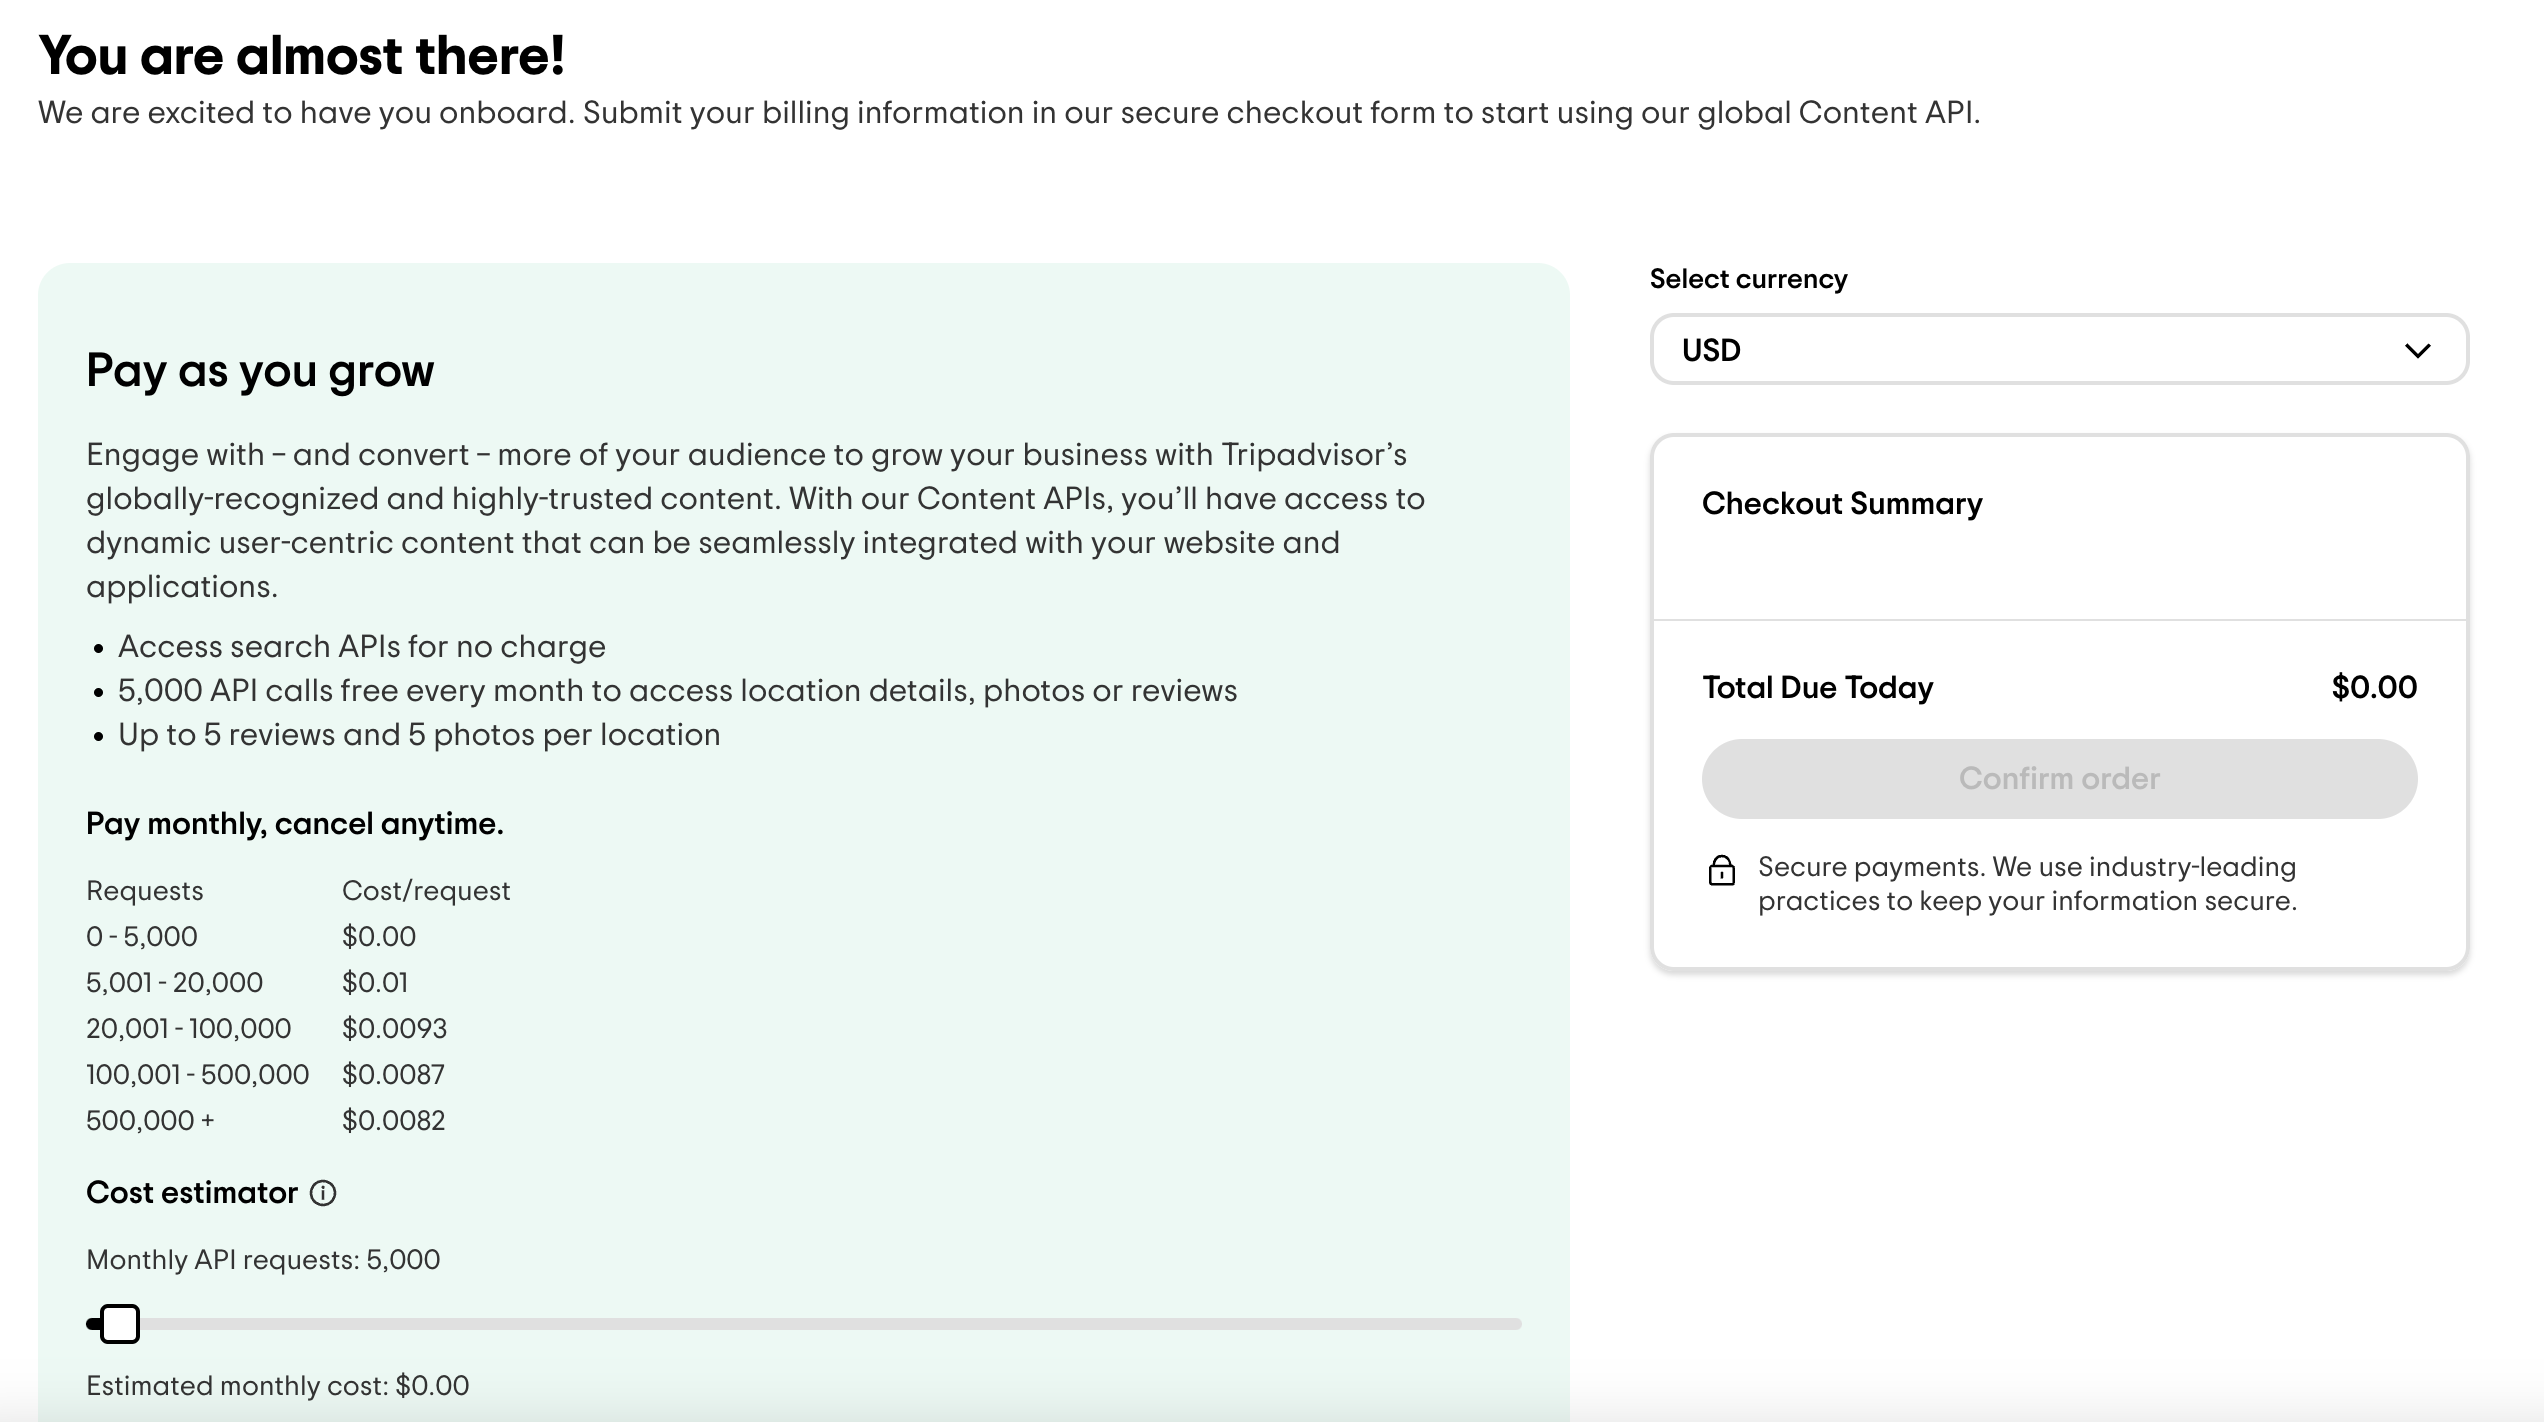 You are almost there!
We are excited to have you onboard. Submit your billing information in our secure checkout form to start using our global Content API.
Pay as you grow
Engage with – and convert – more of your audience to grow your business with Tripadvisor’s
globally-recognized and highly-trusted content. With our Content APIs, you’ll have access to
dynamic user-centric content that can be seamlessly integrated with your website and
applications.
• Access search APIs for no charge
• 5,000 API calls free every month to access location details, photos or reviews
• Up to 5 reviews and 5 photos per location
Pay monthly, cancel anytime.
Requests Cost/request
0 - 5,000 $0.00
5,001 - 20,000 $0.01
20,001 - 100,000 $0.0093
100,001 - 500,000 $0.0087
500,000 + $0.0082
Cost estimator
Monthly API requests: 5,000
Estimated monthly cost: $0.00
Select currency
USD
Checkout Summary
Total Due Today $0.00
Confirm order
Secure payments. We use industry-leading
practices to keep your information secure.